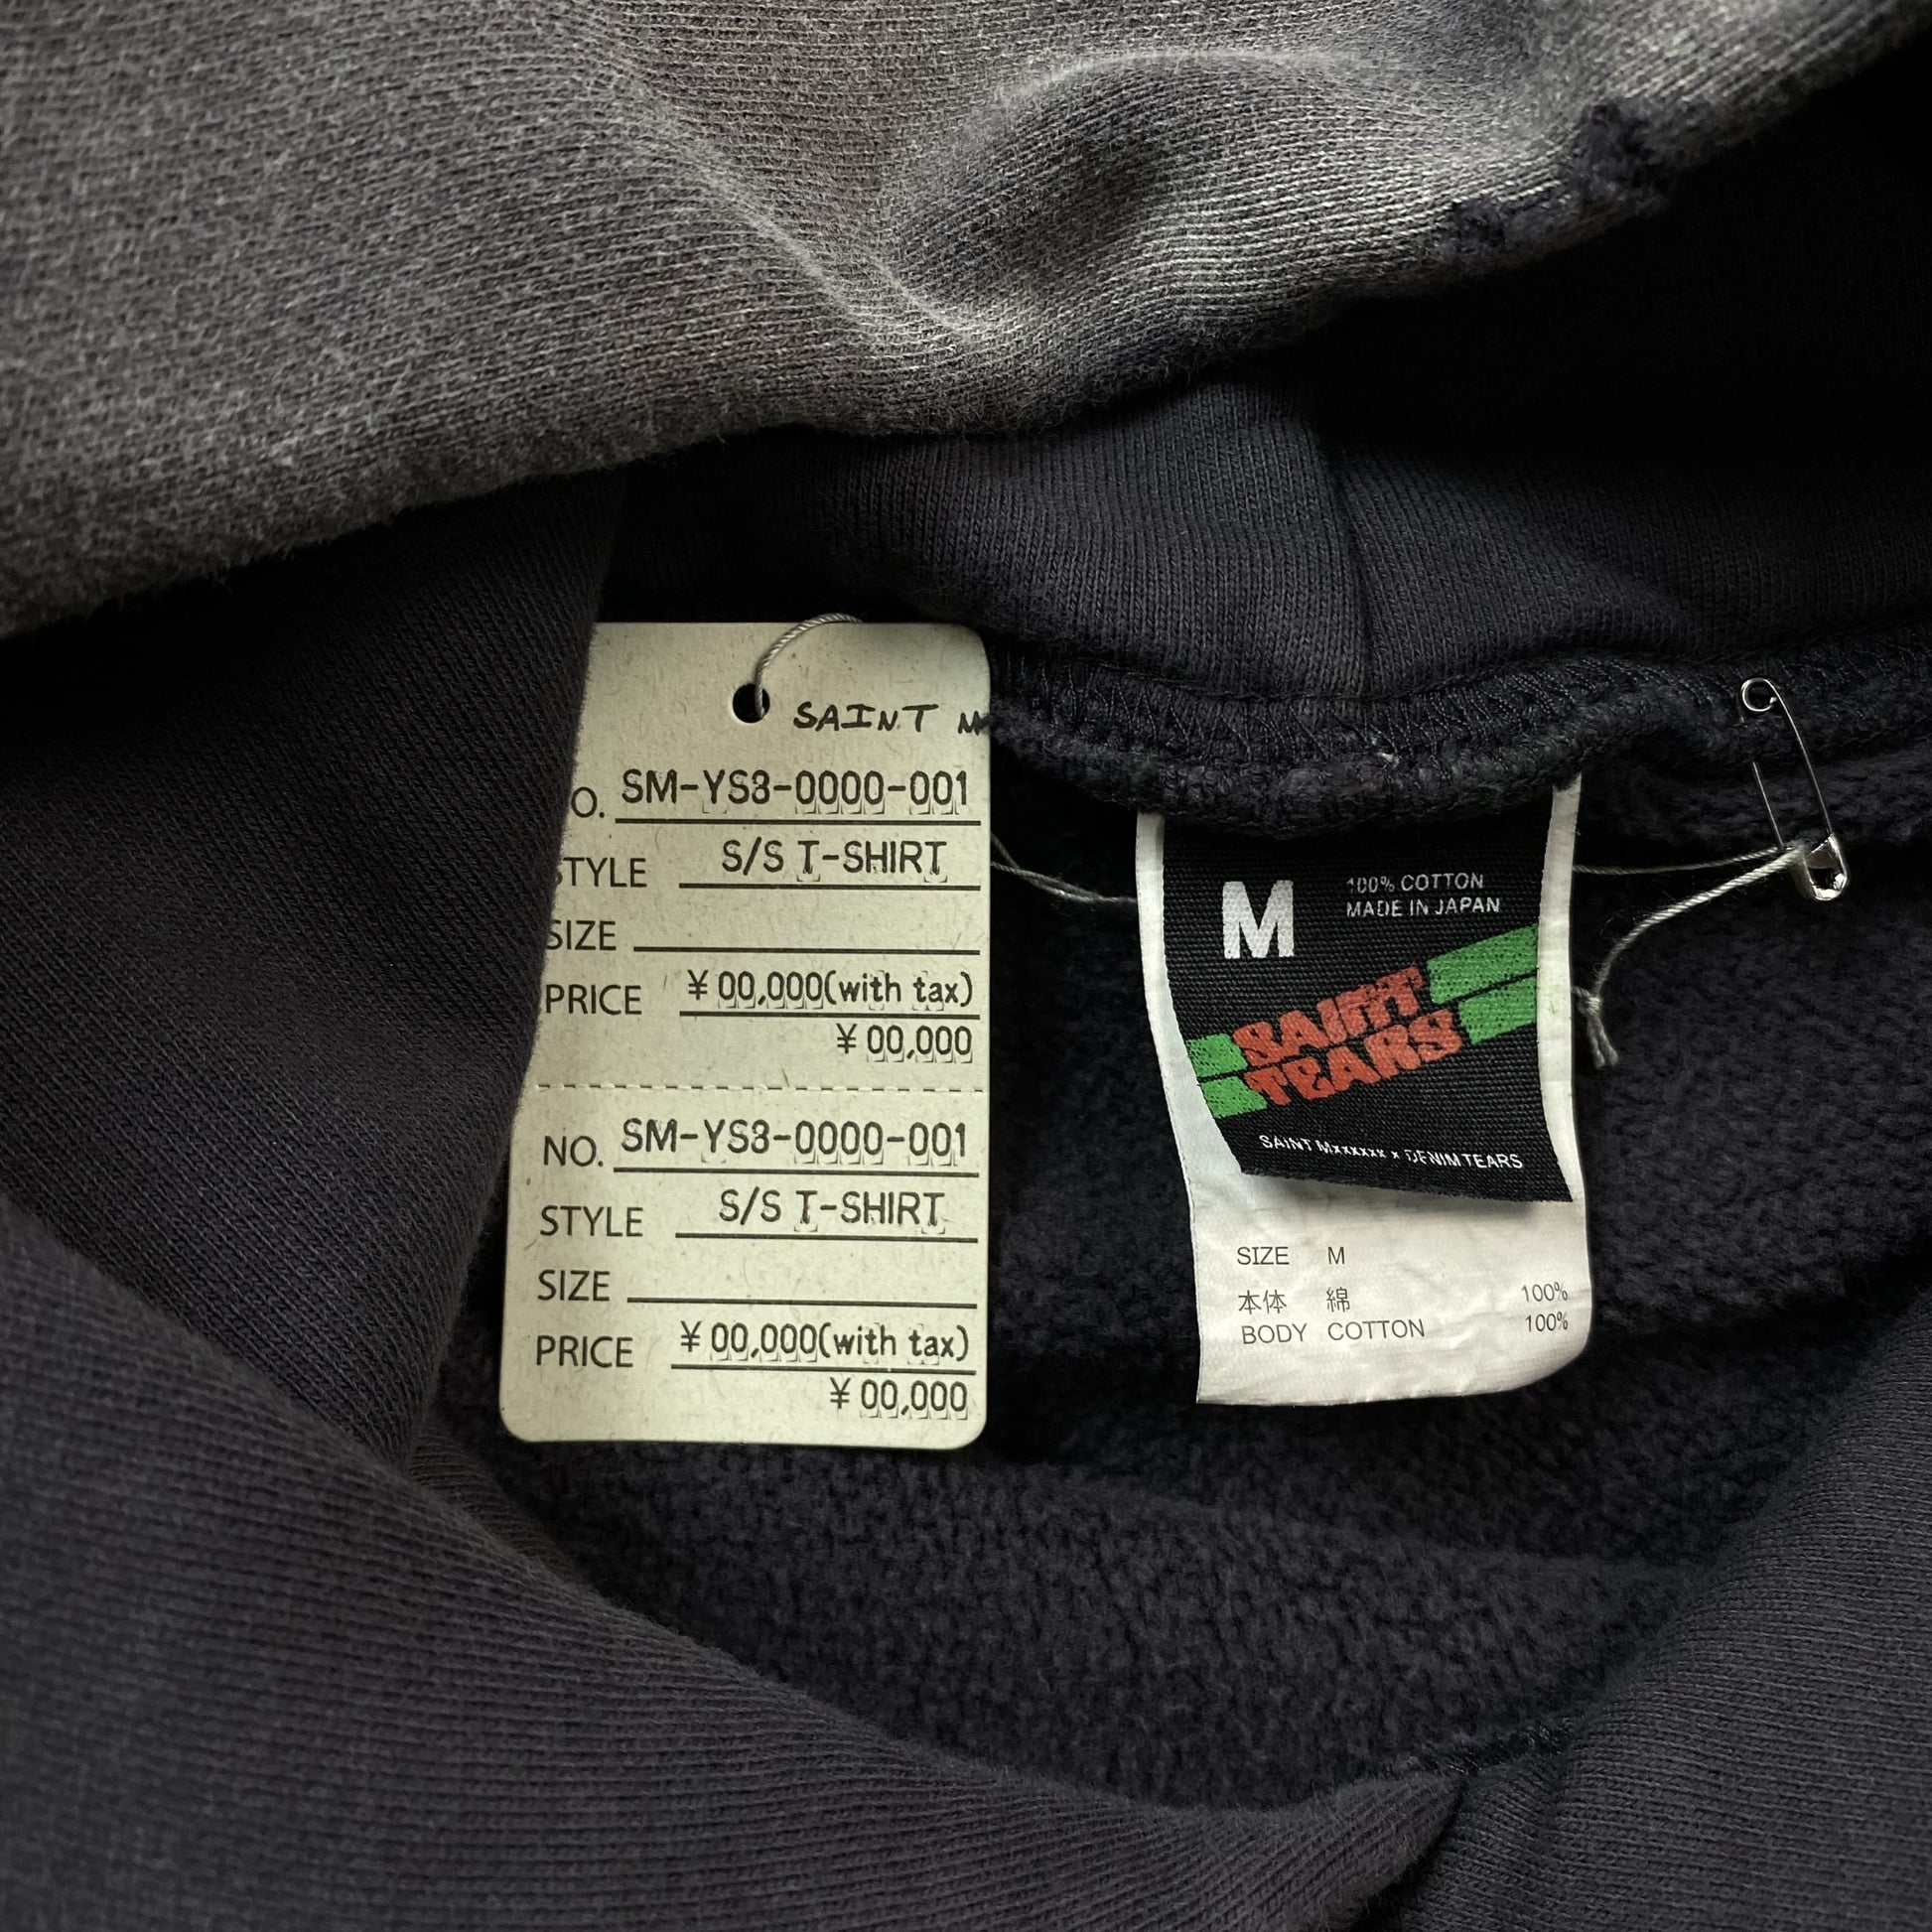 SAINT M
O. SM-YS3-0000-001
STYLE S/S T-SHIRT
SIZE
PRICE ¥00,000(with tax)
¥00,000
NO. SM-YS3-0000-001
STYLE S/S T-SHIRT
SIZE
PRICE ¥00,000(with tax)
¥00,000
M
100% COTTON
MADE IN JAPAN
SAINT
TEARS
SAINT Mxxxxxx x DENIM TEARS
SIZE M
本体 綿 100%
BODY COTTON 100%